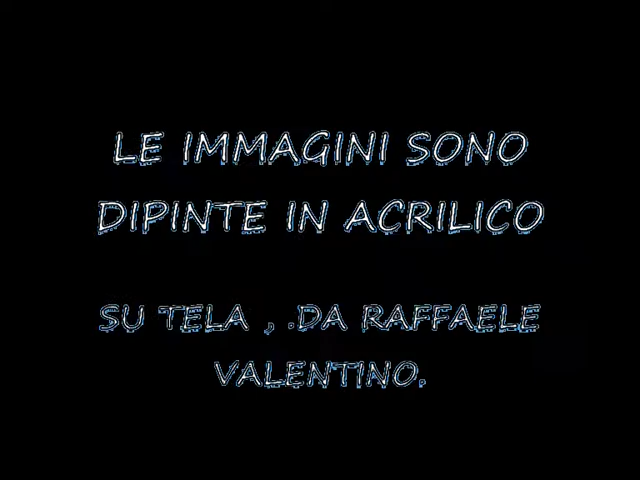 LE IMMAGINI SONO
DIPINTE IN ACRILICO
SU TELA , .DA RAFFAELE
VALENTINO.